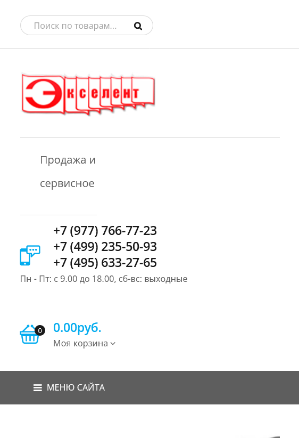 Поиск по товарам...
Экселент
Продажа и
сервисное
+7 (977) 766-77-23
+7 (499) 235-50-93
+7 (495) 633-27-65
Пн - Пт: с 9.00 до 18.00, сб-вс: выходные
0.00руб.
0
Моя корзина
МЕНЮ САЙТА